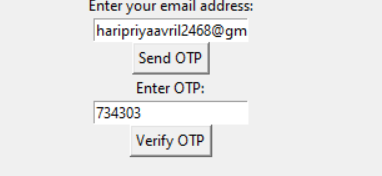 Enter your email address:
haripriyaavril2468@gm
Send OTP
Enter OTP:
734303
Verify OTP